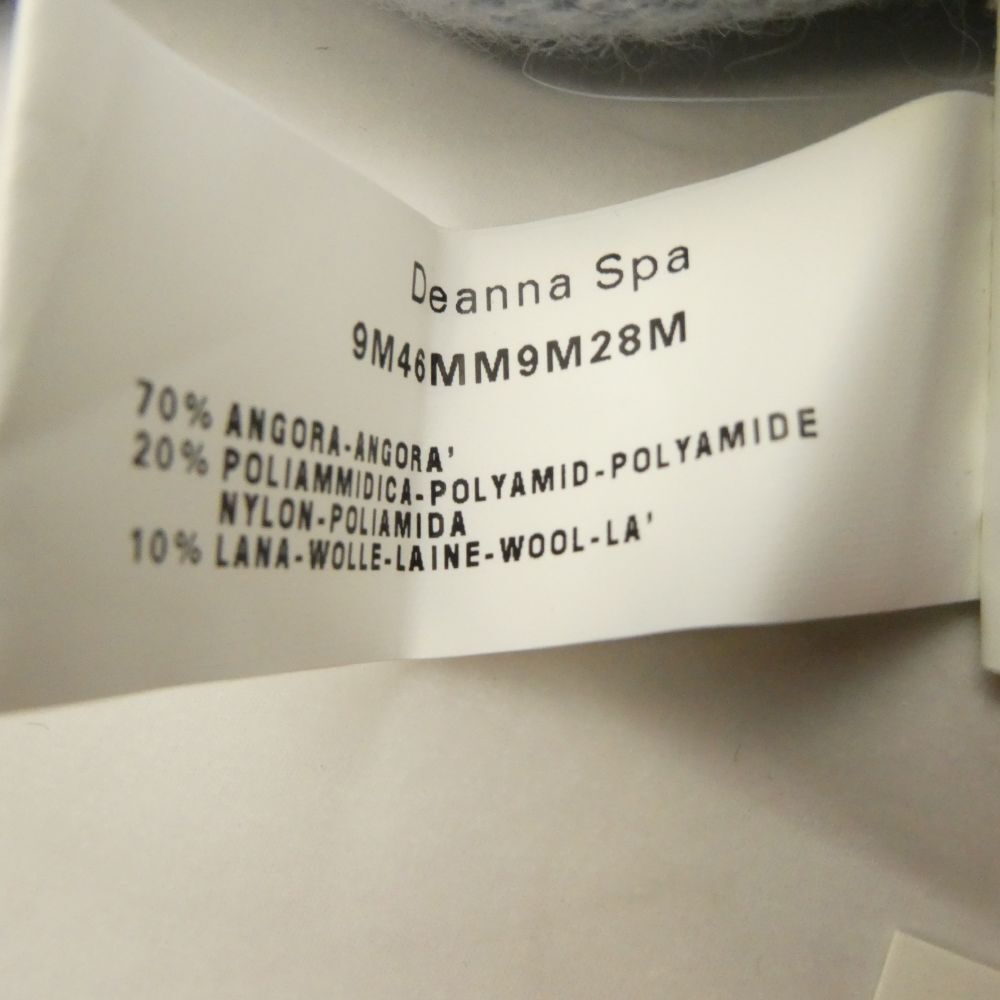 Deanna Spa
9M46MM9M28M
70% ANGORA-ANGORA'
20% POLIAMMIDICA-POLYAMID-POLYAMIDE
NYLON-POLIAMIDA
10% LANA-WOLLE-LAINE-WOOL-LA'